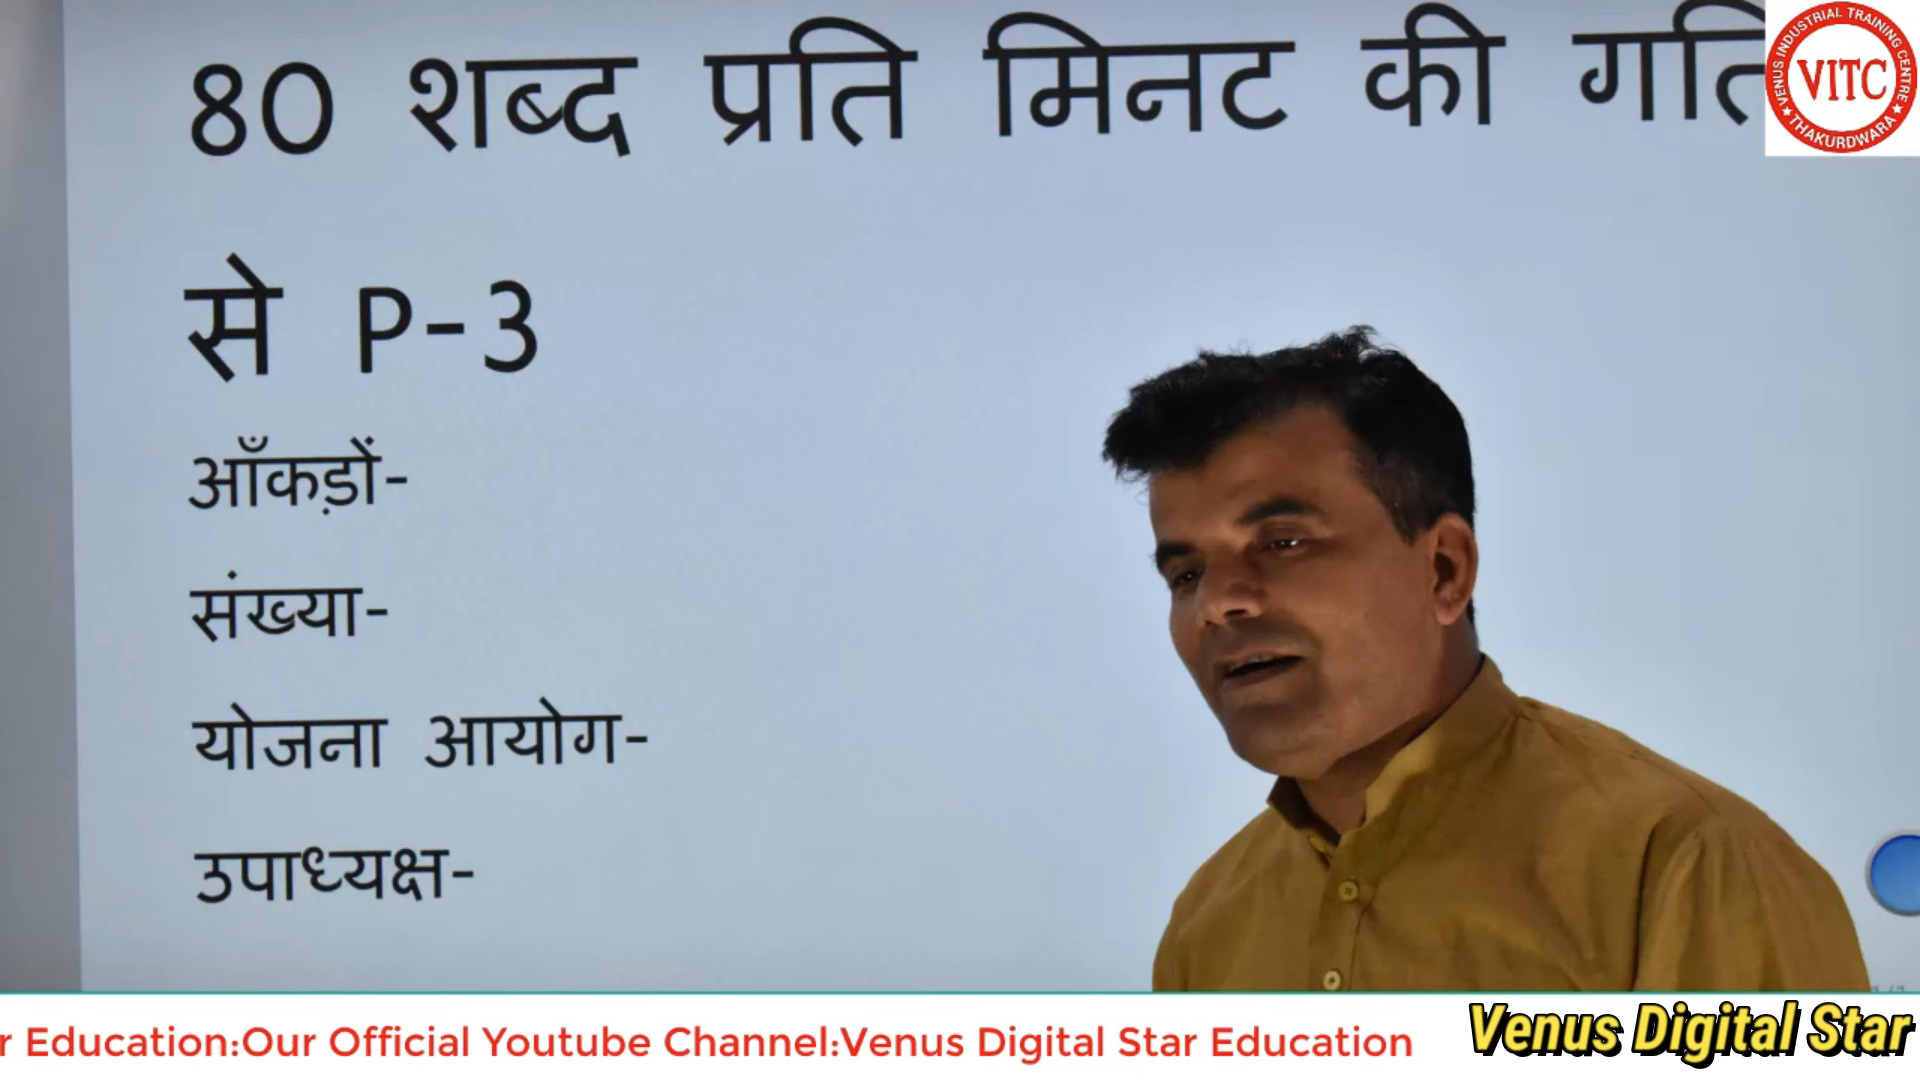 80 शब्द प्रति मिनट की गति
से P-3
आँकड़ों-
संख्या-
योजना आयोग-
उपाध्यक्ष-
VENUS INDUSTRIAL TRAINING CENTRE
VITC
★ THAKURDWARA ★
r Education:Our Official Youtube Channel:Venus Digital Star Education
Venus Digital Star